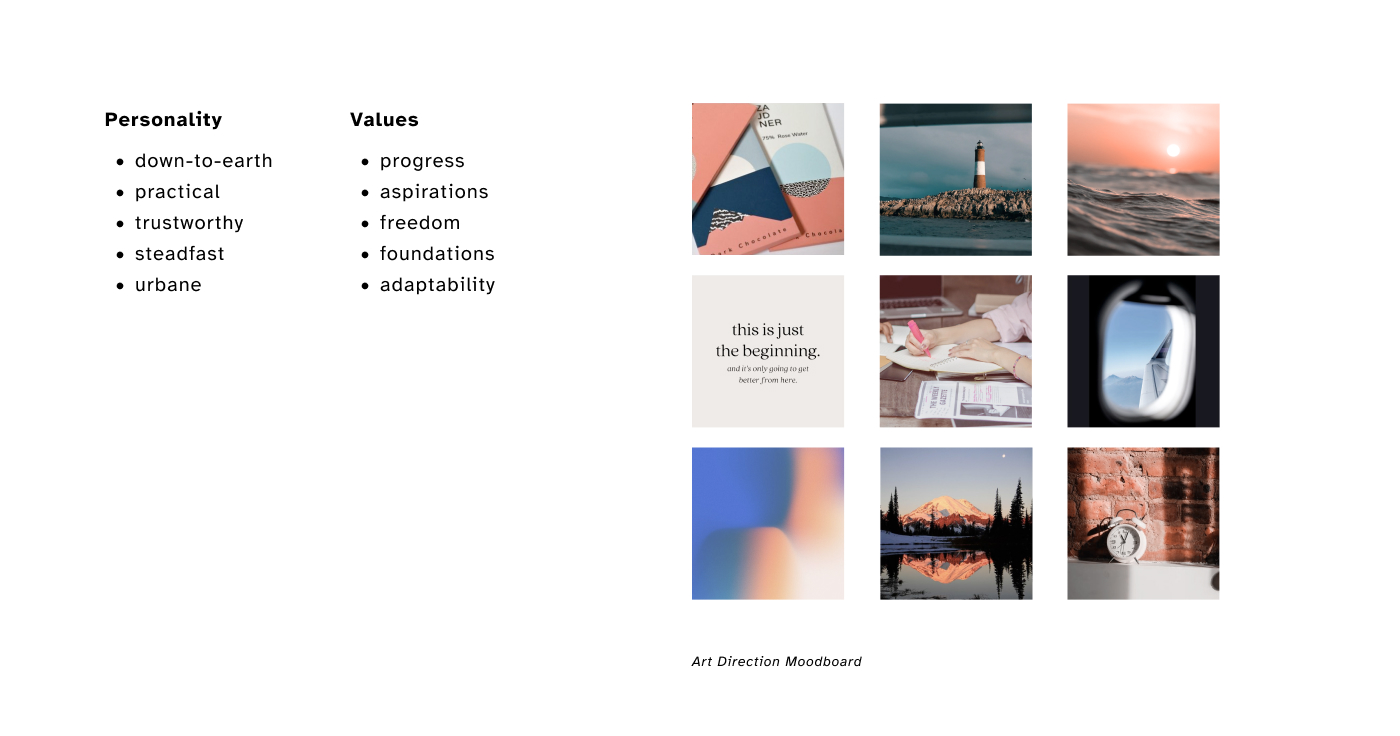 Personality
down-to-earth
practical
trustworthy
steadfast
urbane
Values
progress
aspirations
freedom
foundations
adaptability
ZA
JD
NER
75% Rose Water
Dark Chocolate
this is just
the beginning.
and it's only going to get
better from here.
THE WEEKLY
GAZETTE
Art Direction Moodboard